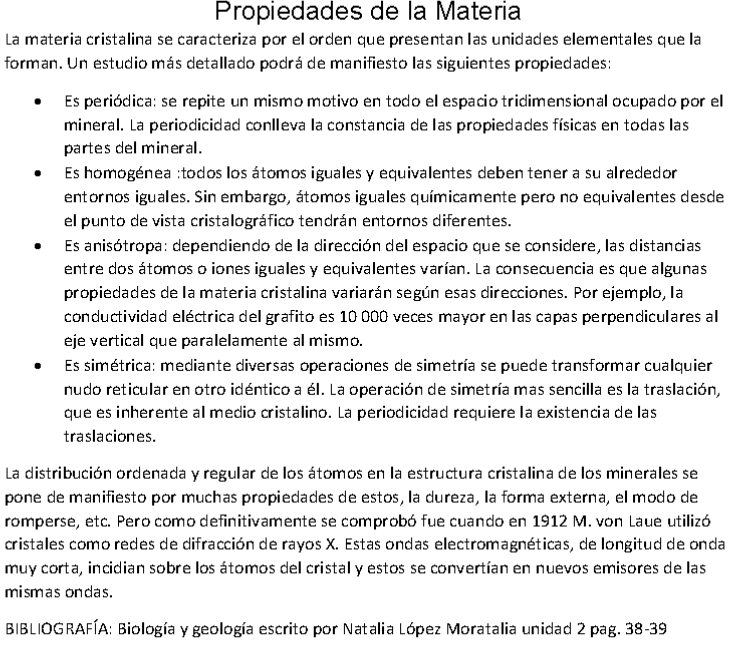 Propiedades de la Materia
La materia cristalina se caracteriza por el orden que presentan las unidades elementales que la
forman. Un estudio más detallado podrá de manifiesto las siguientes propiedades:
• Es periódica: se repite un mismo motivo en todo el espacio tridimensional ocupado por el
mineral. La periodicidad conlleva la constancia de las propiedades físicas en todas las
partes del mineral.
• Es homogénea :todos los átomos iguales y equivalentes deben tener a su alrededor
entornos iguales. Sin embargo, átomos iguales químicamente pero no equivalentes desde
el punto de vista cristalográfico tendrán entornos diferentes.
• Es anisótropa: dependiendo de la dirección del espacio que se considere, las distancias
entre dos átomos o iones iguales y equivalentes varían. La consecuencia es que algunas
propiedades de la materia cristalina variarán según esas direcciones. Por ejemplo, la
conductividad eléctrica del grafito es 10 000 veces mayor en las capas perpendiculares al
eje vertical que paralelamente al mismo.
• Es simétrica: mediante diversas operaciones de simetría se puede transformar cualquier
nudo reticular en otro idéntico a él. La operación de simetría mas sencilla es la traslación,
que es inherente al medio cristalino. La periodicidad requiere la existencia de las
traslaciones.
La distribución ordenada y regular de los átomos en la estructura cristalina de los minerales se
pone de manifiesto por muchas propiedades de estos, la dureza, la forma externa, el modo de
romperse, etc. Pero como definitivamente se comprobó fue cuando en 1912 M. von Laue utilizó
cristales como redes de difracción de rayos X. Estas ondas electromagnéticas, de longitud de onda
muy corta, incidian sobre los átomos del cristal y estos se convertían en nuevos emisores de las
mismas ondas.
BIBLIOGRAFÍA: Biología y geología escrito por Natalia López Moratalia unidad 2 pag. 38-39